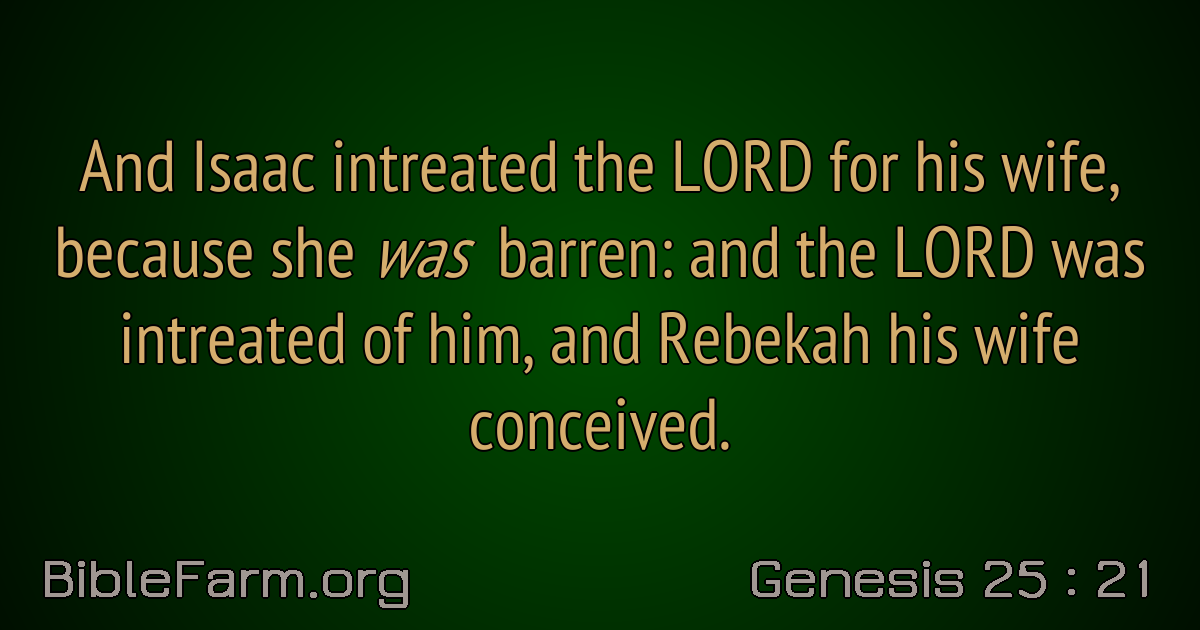 And Isaac intreated the LORD for his wife,
because she was barren: and the LORD was
intreated of him, and Rebekah his wife
conceived.
BibleFarm.org
Genesis 25 : 21